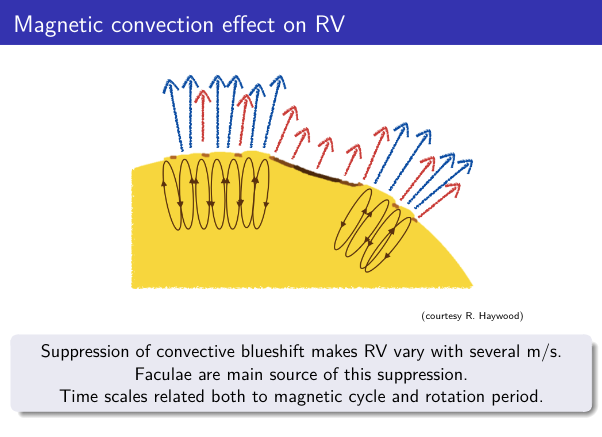 Magnetic convection effect on RV
(courtesy R. Haywood)
Suppression of convective blueshift makes RV vary with several m/s.
Faculae are main source of this suppression.
Time scales related both to magnetic cycle and rotation period.